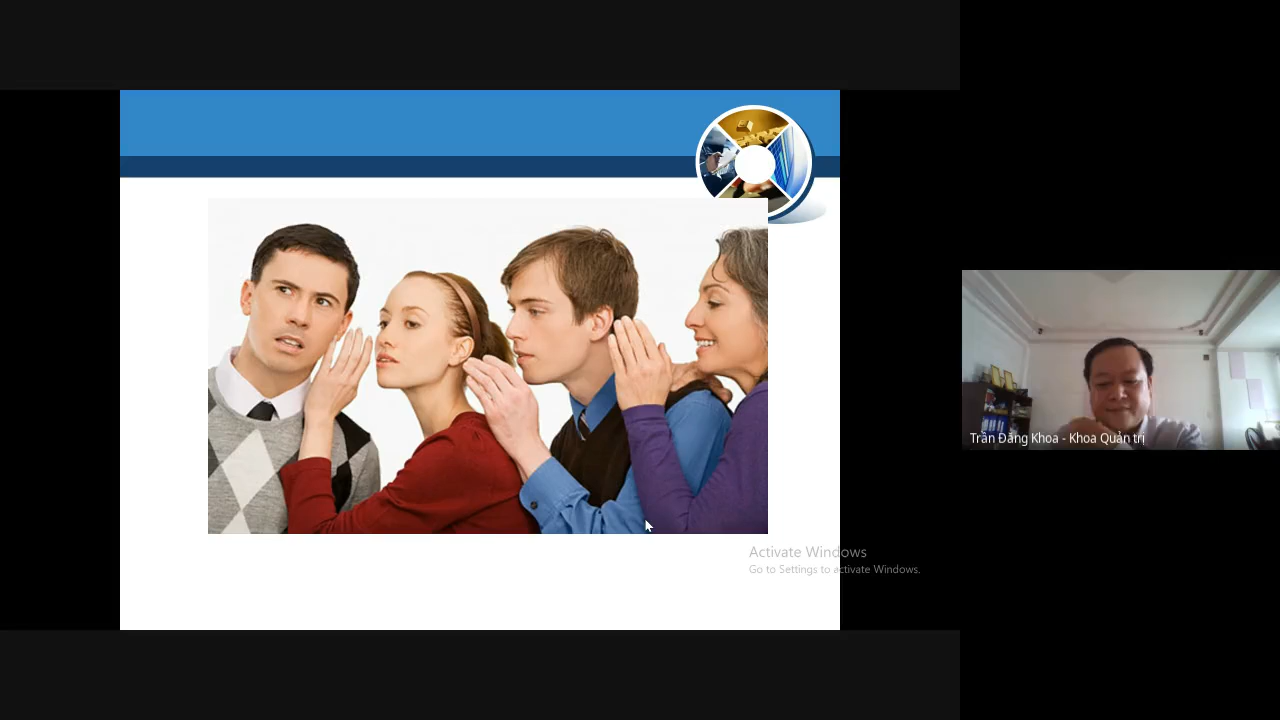 Activate Windows
Go to Settings to activate Windows.
Trần Đăng Khoa - Khoa Quản trị